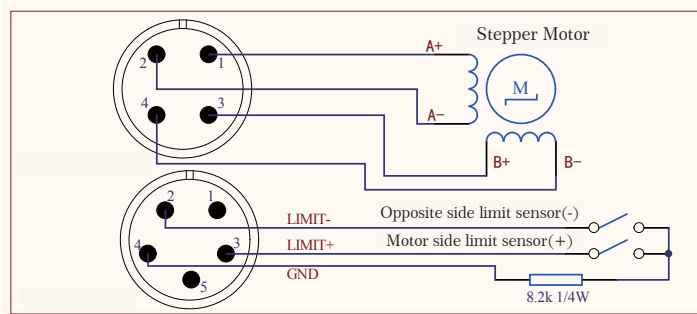 Stepper Motor
A+
2 1
M
4 3
A−
B+ B−
2 1
LIMIT- Opposite side limit sensor(-)
4 3 LIMIT+ Motor side limit sensor(+)
GND
5
8.2k 1/4W